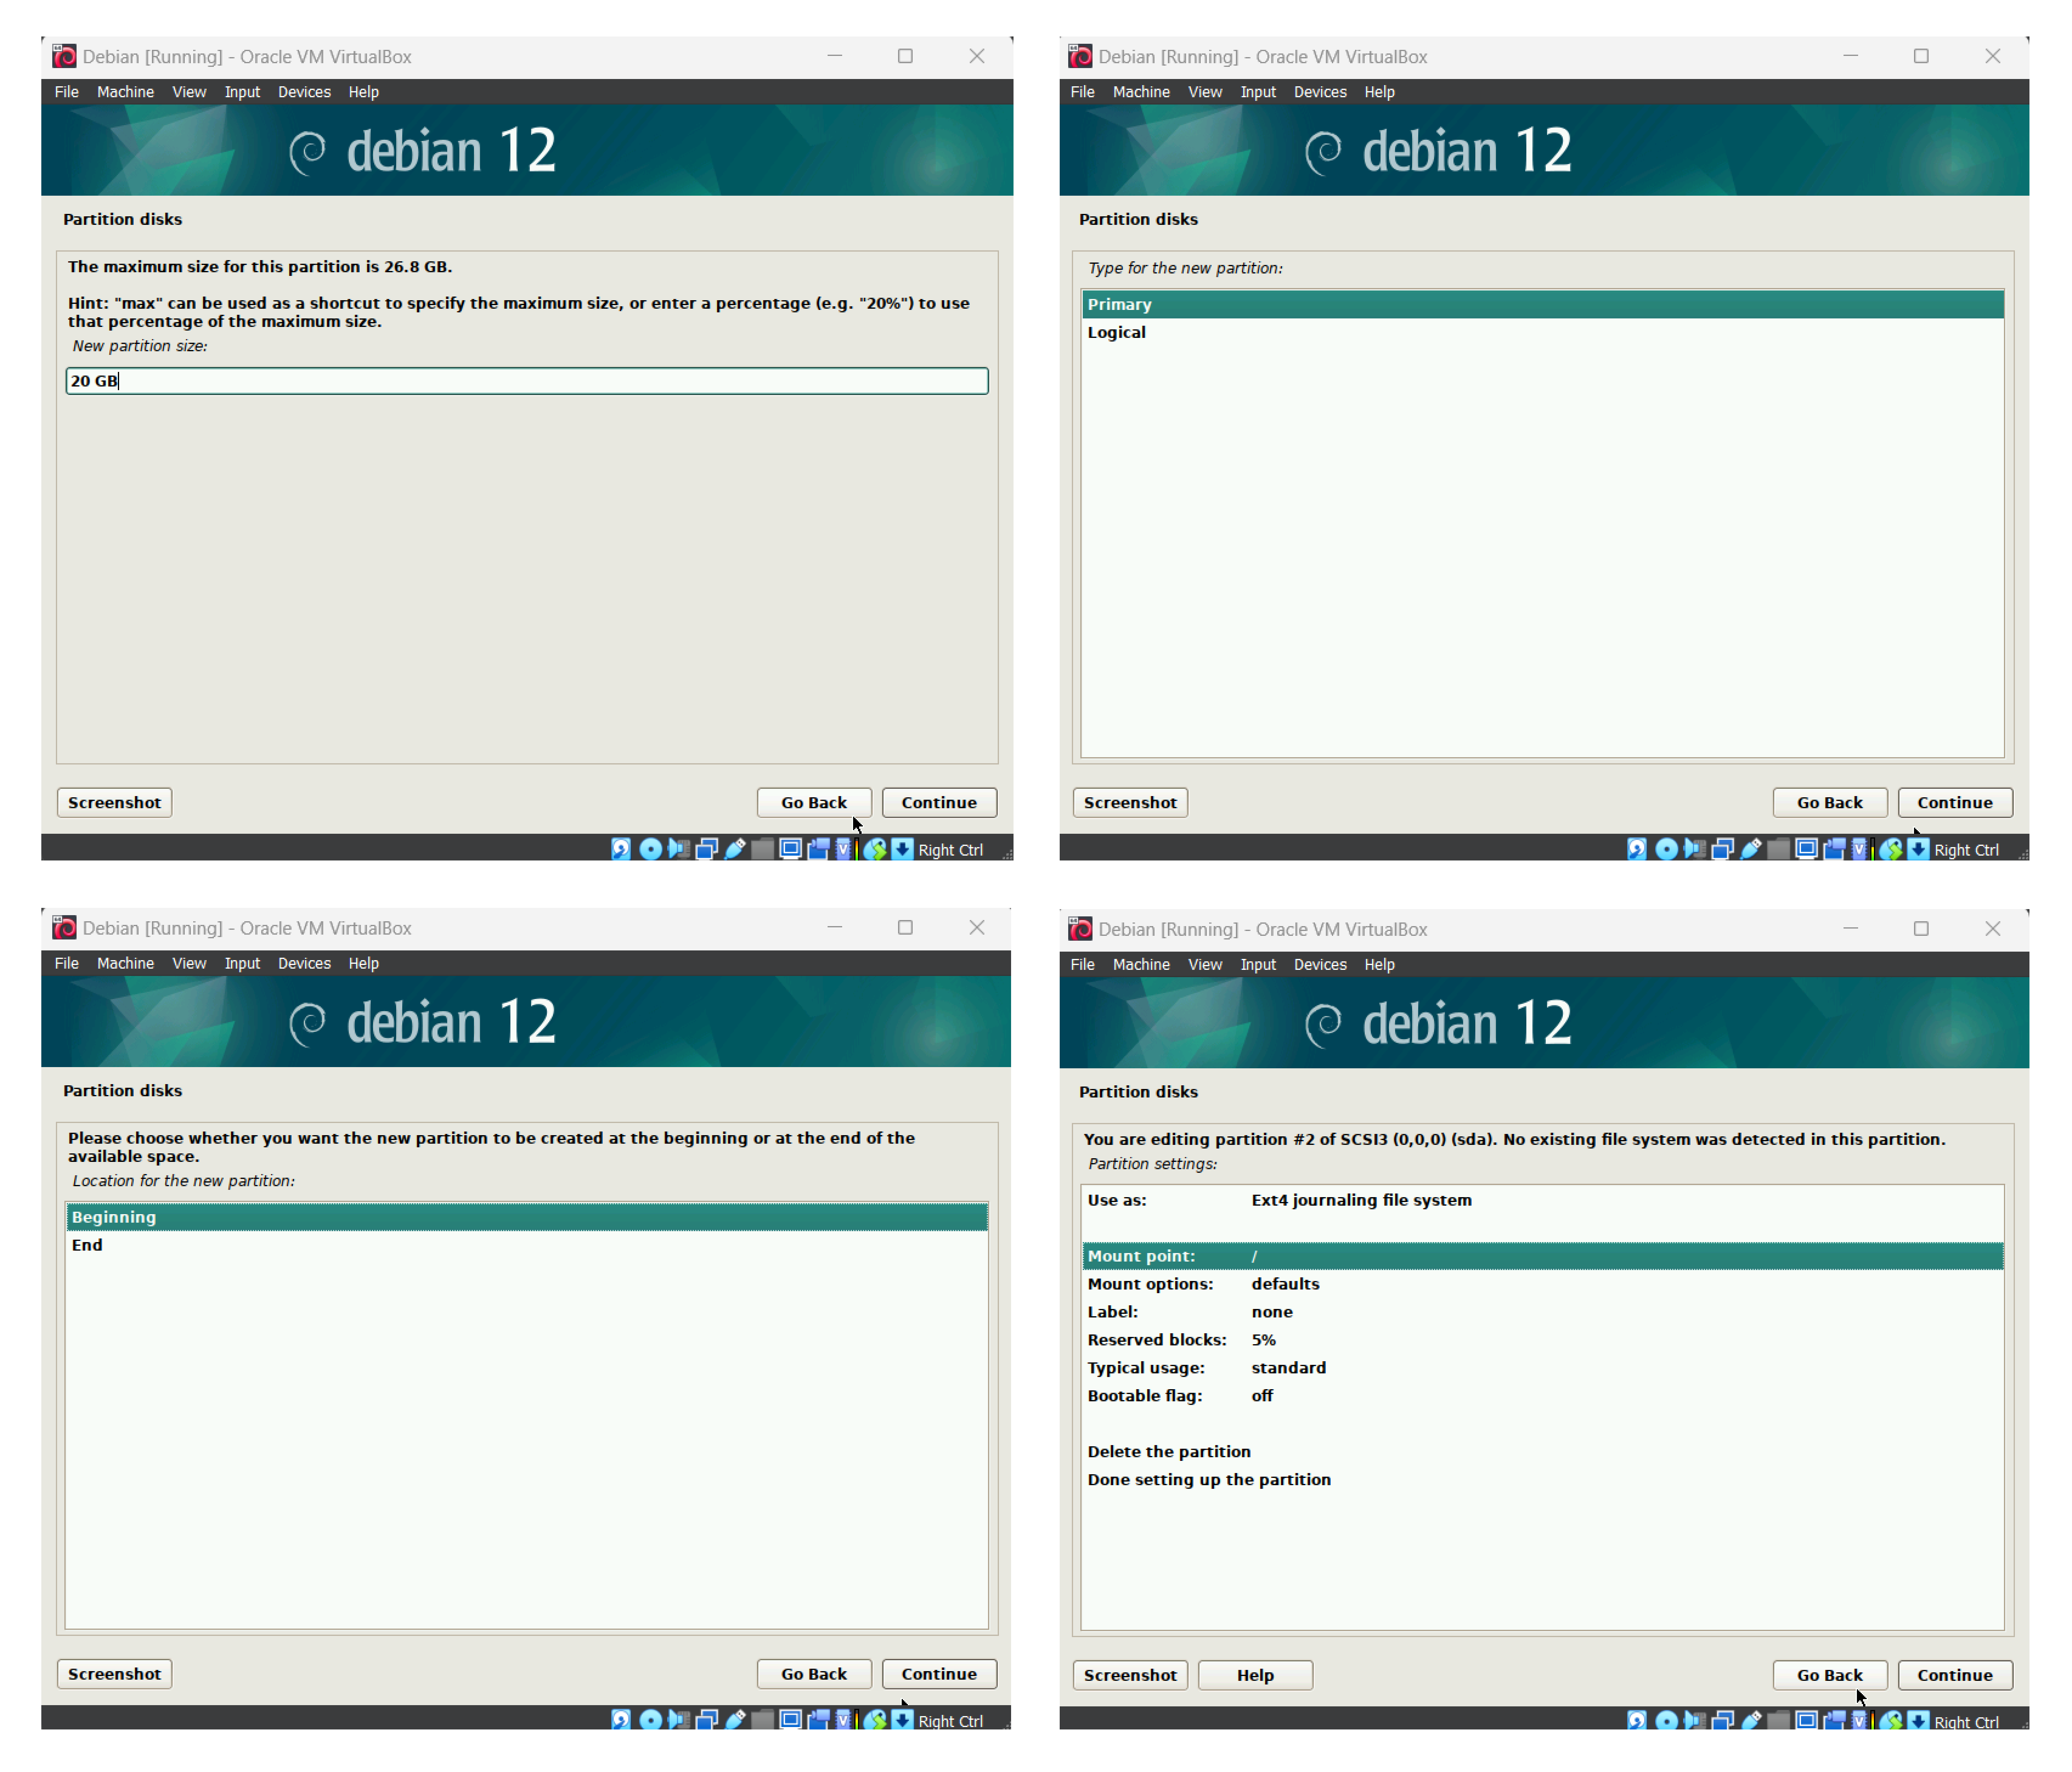 Debian [Running] - Oracle VM VirtualBox
File Machine View Input Devices Help
debian 12
Partition disks
The maximum size for this partition is 26.8 GB.
Hint: "max" can be used as a shortcut to specify the maximum size, or enter a percentage (e.g. "20%") to use
that percentage of the maximum size.
New partition size:
20 GB
Screenshot
Go Back
Continue
Right Ctrl
Debian [Running] - Oracle VM VirtualBox
File Machine View Input Devices Help
debian 12
Partition disks
Type for the new partition:
Primary
Logical
Screenshot
Go Back
Continue
Right Ctrl
Debian [Running] - Oracle VM VirtualBox
File Machine View Input Devices Help
debian 12
Partition disks
Please choose whether you want the new partition to be created at the beginning or at the end of the
available space.
Location for the new partition:
Beginning
End
Screenshot
Go Back
Continue
Right Ctrl
Debian [Running] - Oracle VM VirtualBox
File Machine View Input Devices Help
debian 12
Partition disks
You are editing partition #2 of SCSI3 (0,0,0) (sda). No existing file system was detected in this partition.
Partition settings:
Use as: Ext4 journaling file system
Mount point: /
Mount options: defaults
Label: none
Reserved blocks: 5%
Typical usage: standard
Bootable flag: off
Delete the partition
Done setting up the partition
Screenshot
Help
Go Back
Continue
Right Ctrl